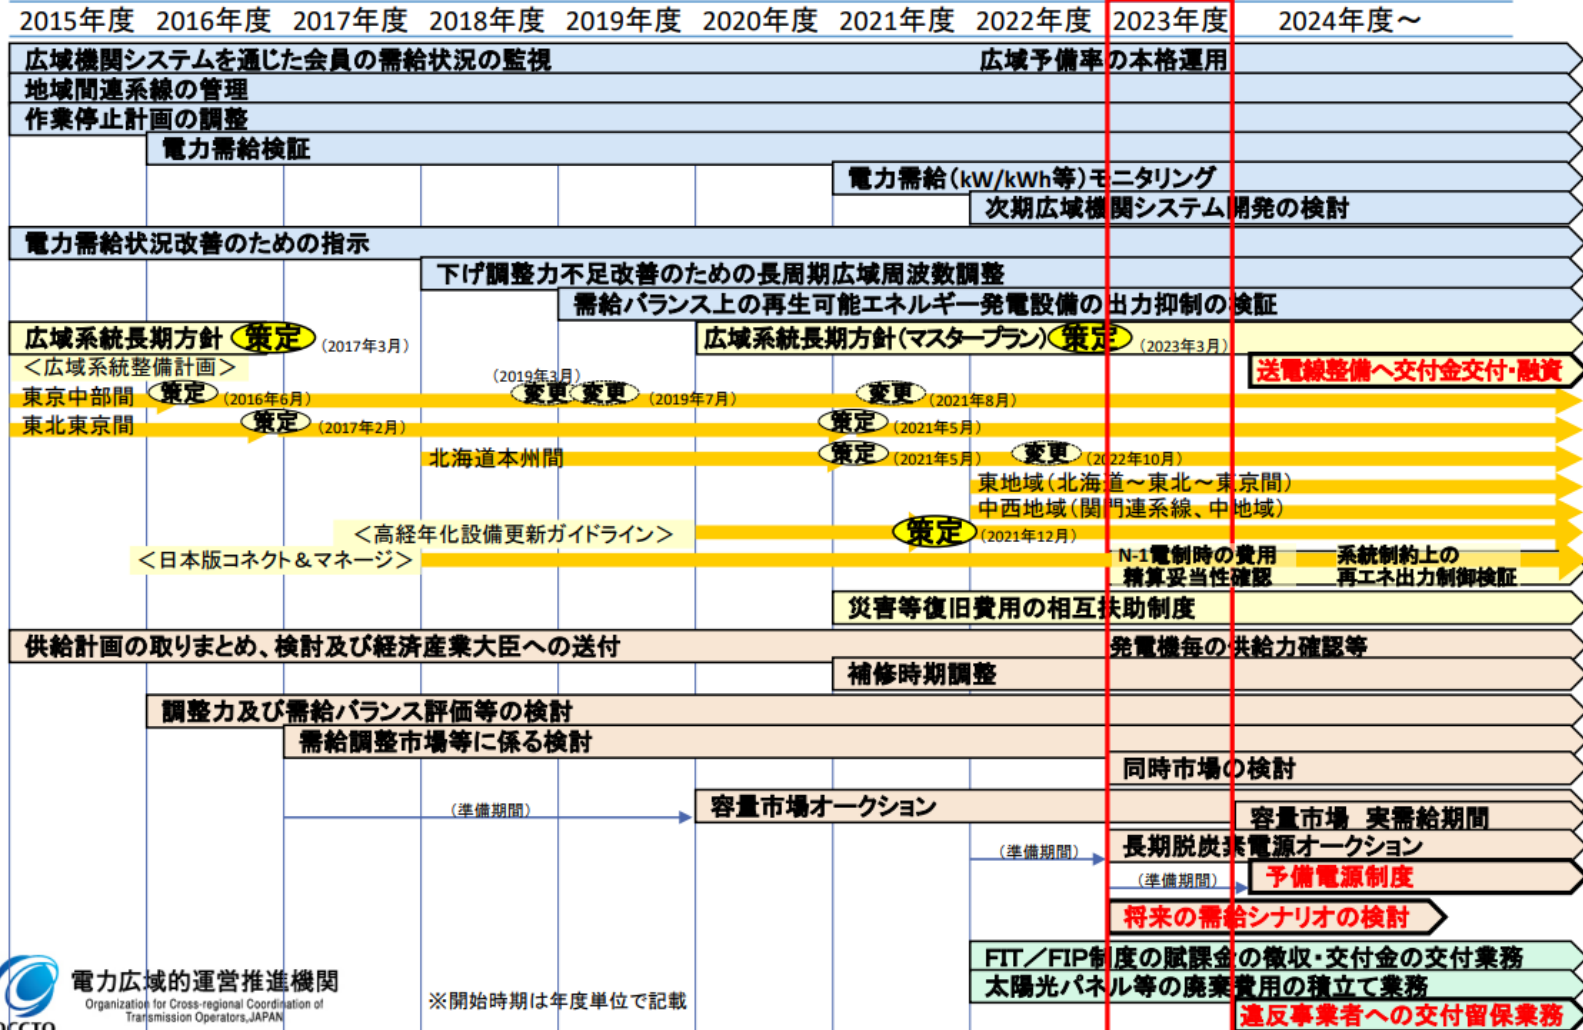 2015年度 2016年度 2017年度 2018年度 2019年度 2020年度 2021年度 2022年度 2023年度 2024年度～
広域機関システムを通じた会員の需給状況の監視 広域予備率の本格運用
地域間連系線の管理
作業停止計画の調整
電力需給検証
電力需給（kW/kWh等）モニタリング
次期広域機関システム開発の検討
電力需給状況改善のための指示
下げ調整力不足改善のための長周期広域周波数調整
需給バランス上の再生可能エネルギー発電設備の出力抑制の検証
広域系統長期方針 策定 （2017年3月） 広域系統長期方針（マスタープラン） 策定 （2023年3月）
＜広域系統整備計画＞ 送電線整備へ交付金交付・融資
（2019年3月）
東京中部間 策定 （2016年6月） 変更 変更 （2019年7月） 変更 （2021年8月）
東北東京間 策定 （2017年2月） 策定 （2021年5月）
北海道本州間 策定 （2021年5月） 変更 （2022年10月）
東地域（北海道～東北～東京間）
中西地域（関門連系線、中地域）
＜高経年化設備更新ガイドライン＞ 策定 （2021年12月）
＜日本版コネクト＆マネージ＞ N-1電制時の費用 系統制約上の
精算妥当性確認 再エネ出力制御検証
災害等復旧費用の相互扶助制度
供給計画の取りまとめ、検討及び経済産業大臣への送付 発電機毎の供給力確認等
補修時期調整
調整力及び需給バランス評価等の検討
需給調整市場等に係る検討
同時市場の検討
（準備期間） 容量市場オークション
容量市場 実需給期間
（準備期間） 長期脱炭素電源オークション
（準備期間） 予備電源制度
将来の需給シナリオの検討
FIT／FIP制度の賦課金の徴収・交付金の交付業務
太陽光パネル等の廃棄費用の積立て業務
違反事業者への交付留保業務
電力広域的運営推進機関
Organization for Cross-regional Coordination of
Transmission Operators,JAPAN
OCCTO
※開始時期は年度単位で記載